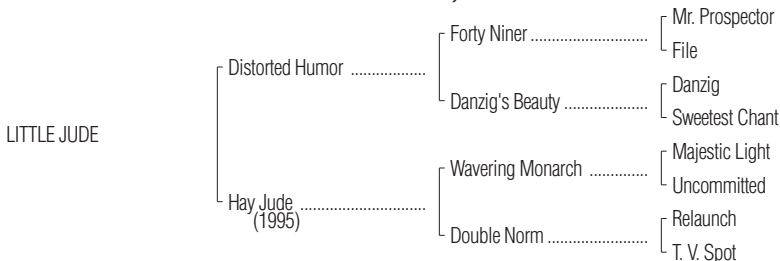 Mr. Prospector
Forty Niner ........................
File
Distorted Humor ..................
Danzig
Danzig's Beauty .................
Sweetest Chant
LITTLE JUDE
Majestic Light
Wavering Monarch ............
Uncommitted
Hay Jude ...........................
(1995)
Relaunch
Double Norm .....................
T. V. Spot